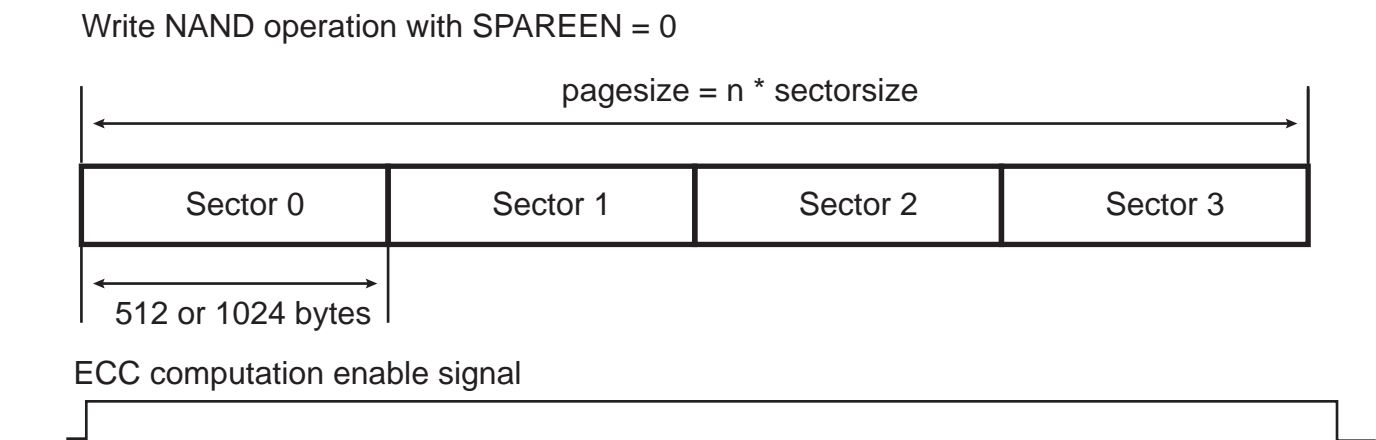 Write NAND operation with SPAREEN = 0
pagesize = n * sectorsize
Sector 0 Sector 1 Sector 2 Sector 3
512 or 1024 bytes
ECC computation enable signal